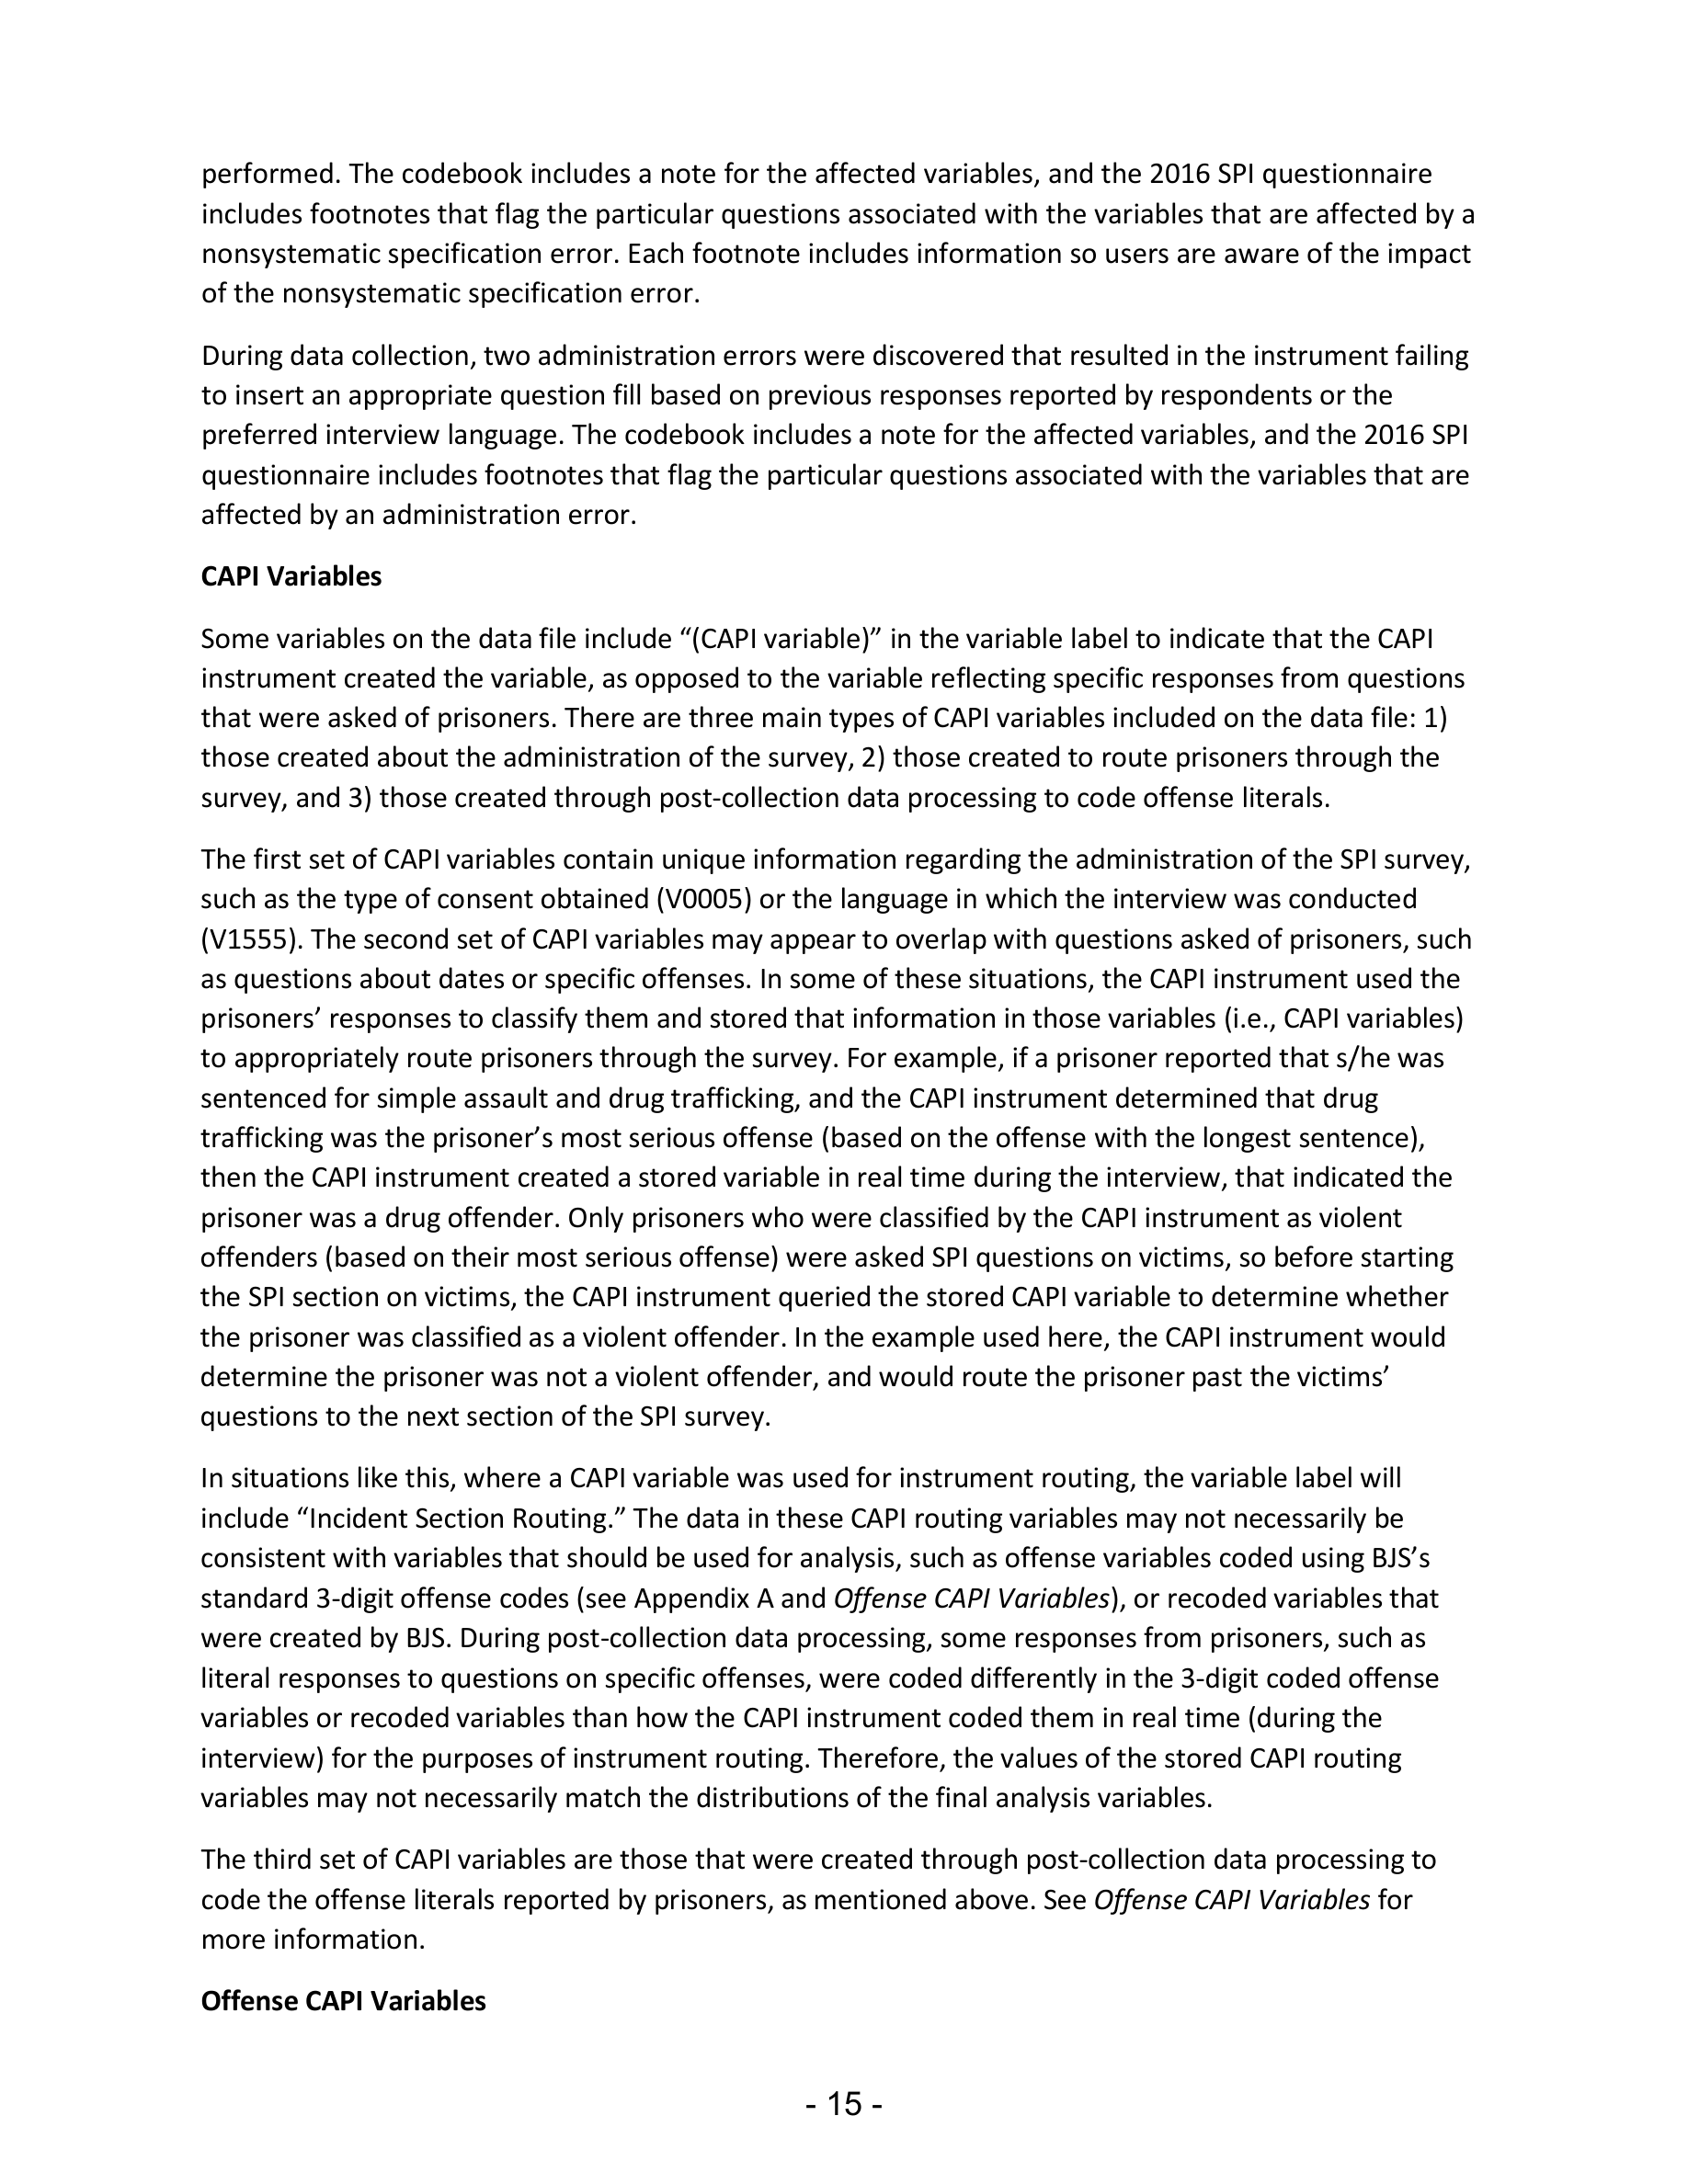 performed. The codebook includes a note for the affected variables, and the 2016 SPI questionnaire
includes footnotes that flag the particular questions associated with the variables that are affected by a
nonsystematic specification error. Each footnote includes information so users are aware of the impact
of the nonsystematic specification error.
During data collection, two administration errors were discovered that resulted in the instrument failing
to insert an appropriate question fill based on previous responses reported by respondents or the
preferred interview language. The codebook includes a note for the affected variables, and the 2016 SPI
questionnaire includes footnotes that flag the particular questions associated with the variables that are
affected by an administration error.
CAPI Variables
Some variables on the data file include “(CAPI variable)” in the variable label to indicate that the CAPI
instrument created the variable, as opposed to the variable reflecting specific responses from questions
that were asked of prisoners. There are three main types of CAPI variables included on the data file: 1)
those created about the administration of the survey, 2) those created to route prisoners through the
survey, and 3) those created through post-collection data processing to code offense literals.
The first set of CAPI variables contain unique information regarding the administration of the SPI survey,
such as the type of consent obtained (V0005) or the language in which the interview was conducted
(V1555). The second set of CAPI variables may appear to overlap with questions asked of prisoners, such
as questions about dates or specific offenses. In some of these situations, the CAPI instrument used the
prisoners’ responses to classify them and stored that information in those variables (i.e., CAPI variables)
to appropriately route prisoners through the survey. For example, if a prisoner reported that s/he was
sentenced for simple assault and drug trafficking, and the CAPI instrument determined that drug
trafficking was the prisoner’s most serious offense (based on the offense with the longest sentence),
then the CAPI instrument created a stored variable in real time during the interview, that indicated the
prisoner was a drug offender. Only prisoners who were classified by the CAPI instrument as violent
offenders (based on their most serious offense) were asked SPI questions on victims, so before starting
the SPI section on victims, the CAPI instrument queried the stored CAPI variable to determine whether
the prisoner was classified as a violent offender. In the example used here, the CAPI instrument would
determine the prisoner was not a violent offender, and would route the prisoner past the victims’
questions to the next section of the SPI survey.
In situations like this, where a CAPI variable was used for instrument routing, the variable label will
include “Incident Section Routing.” The data in these CAPI routing variables may not necessarily be
consistent with variables that should be used for analysis, such as offense variables coded using BJS’s
standard 3-digit offense codes (see Appendix A and Offense CAPI Variables), or recoded variables that
were created by BJS. During post-collection data processing, some responses from prisoners, such as
literal responses to questions on specific offenses, were coded differently in the 3-digit coded offense
variables or recoded variables than how the CAPI instrument coded them in real time (during the
interview) for the purposes of instrument routing. Therefore, the values of the stored CAPI routing
variables may not necessarily match the distributions of the final analysis variables.
The third set of CAPI variables are those that were created through post-collection data processing to
code the offense literals reported by prisoners, as mentioned above. See Offense CAPI Variables for
more information.
Offense CAPI Variables
- 15 -